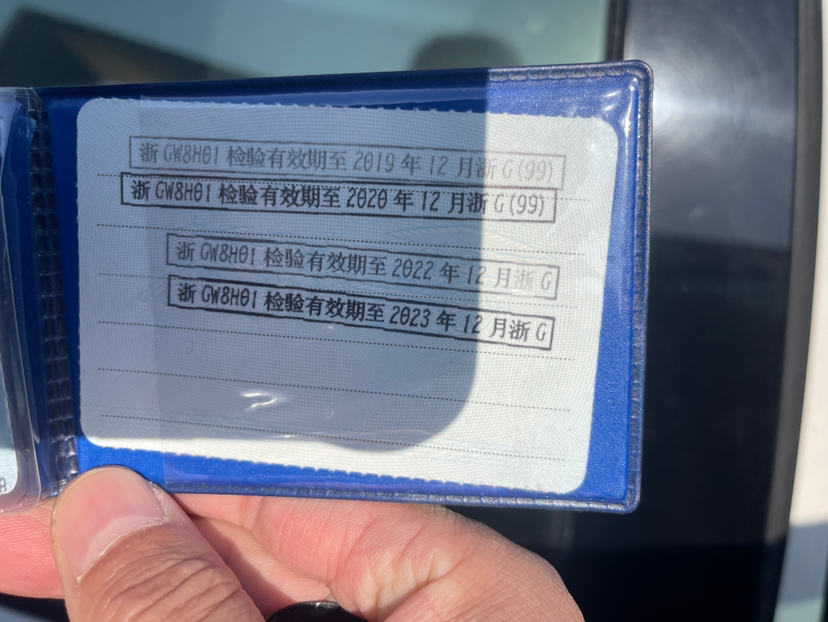 浙 GW8H01 检验有效期至 2019 年 12 月浙 G(99)
浙 GW8H01 检验有效期至 2020 年 12 月浙 G(99)
浙 GW8H01 检验有效期至 2022 年 12 月浙 G
浙 GW8H01 检验有效期至 2023 年 12 月浙 G